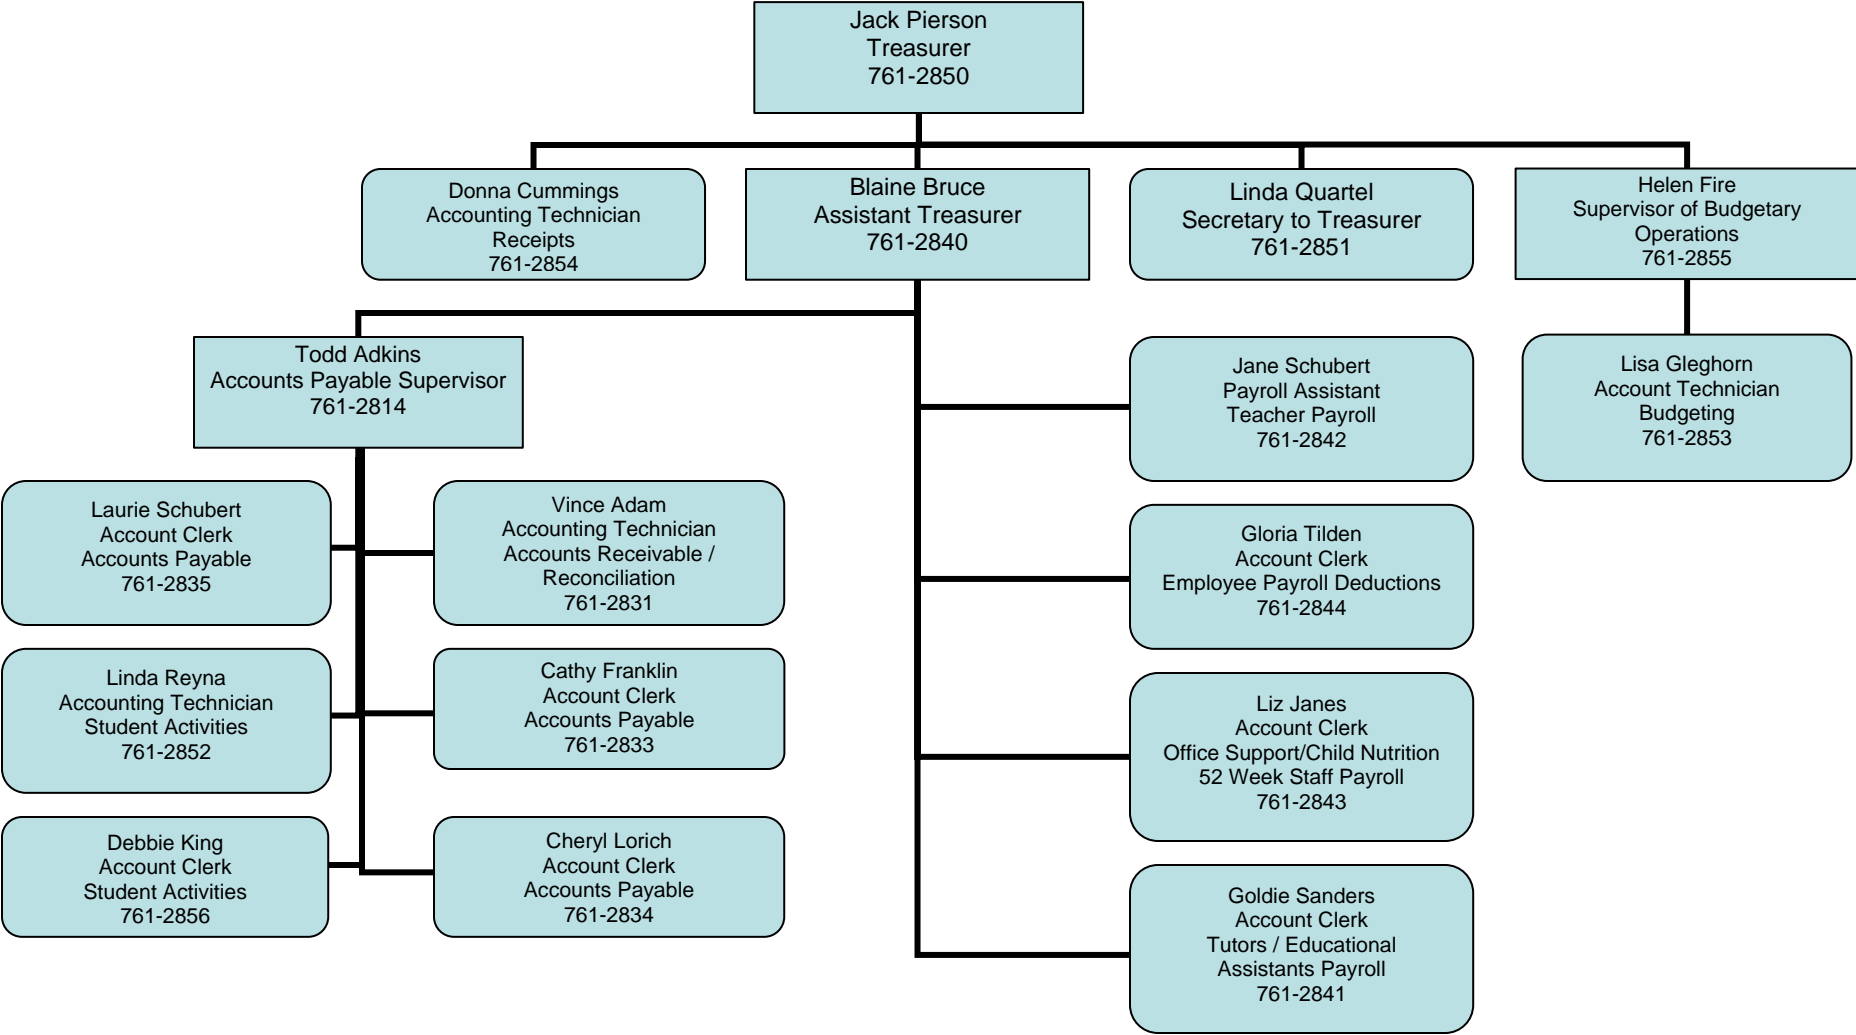 Jack Pierson
Treasurer
761-2850
Donna Cummings
Accounting Technician
Receipts
761-2854
Blaine Bruce
Assistant Treasurer
761-2840
Linda Quartel
Secretary to Treasurer
761-2851
Helen Fire
Supervisor of Budgetary
Operations
761-2855
Todd Adkins
Accounts Payable Supervisor
761-2814
Jane Schubert
Payroll Assistant
Teacher Payroll
761-2842
Lisa Gleghorn
Account Technician
Budgeting
761-2853
Laurie Schubert
Account Clerk
Accounts Payable
761-2835
Vince Adam
Accounting Technician
Accounts Receivable /
Reconciliation
761-2831
Gloria Tilden
Account Clerk
Employee Payroll Deductions
761-2844
Linda Reyna
Accounting Technician
Student Activities
761-2852
Cathy Franklin
Account Clerk
Accounts Payable
761-2833
Liz Janes
Account Clerk
Office Support/Child Nutrition
52 Week Staff Payroll
761-2843
Debbie King
Account Clerk
Student Activities
761-2856
Cheryl Lorich
Account Clerk
Accounts Payable
761-2834
Goldie Sanders
Account Clerk
Tutors / Educational
Assistants Payroll
761-2841